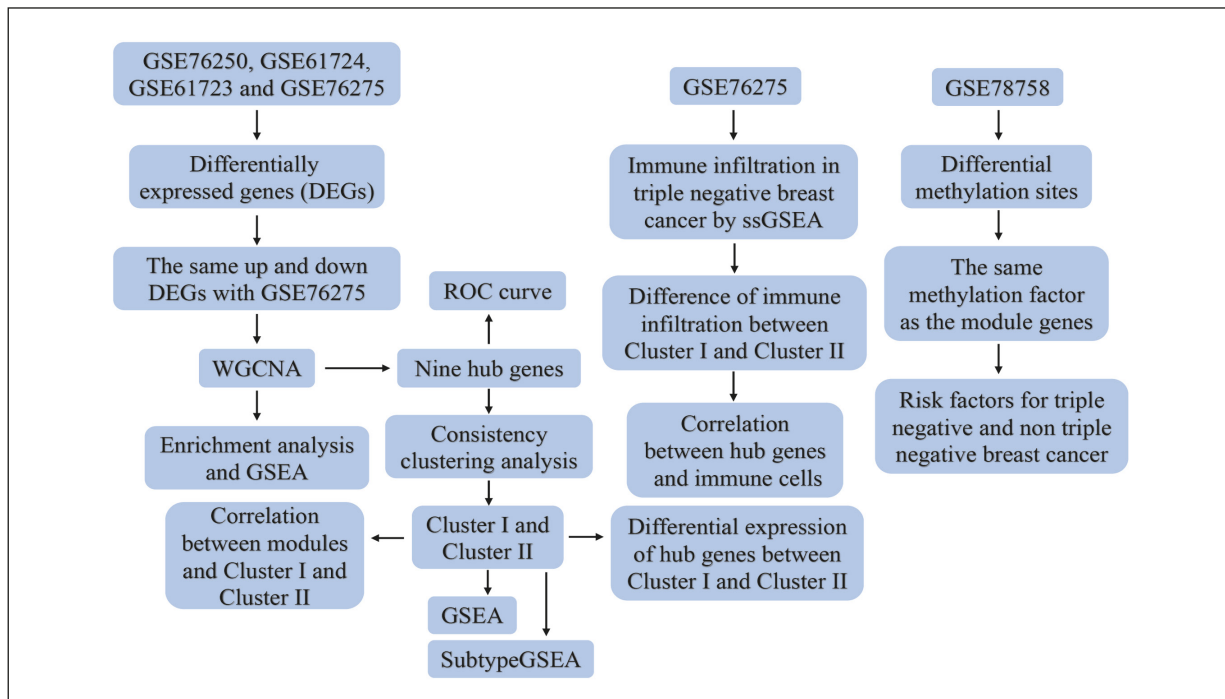 GSE76250, GSE61724,
GSE61723 and GSE76275
Differentially
expressed genes (DEGs)
The same up and down
DEGs with GSE76275
WGCNA
Enrichment analysis
and GSEA
ROC curve
Nine hub genes
Consistency
clustering analysis
Cluster I and
Cluster II
Correlation
between modules
and Cluster I and
Cluster II
GSEA
SubtypeGSEA
Differential expression
of hub genes between
Cluster I and Cluster II
GSE76275
Immune infiltration in
triple negative breast
cancer by ssGSEA
Difference of immune
infiltration between
Cluster I and Cluster II
Correlation
between hub genes
and immune cells
GSE78758
Differential
methylation sites
The same
methylation factor
as the module genes
Risk factors for triple
negative and non triple
negative breast cancer